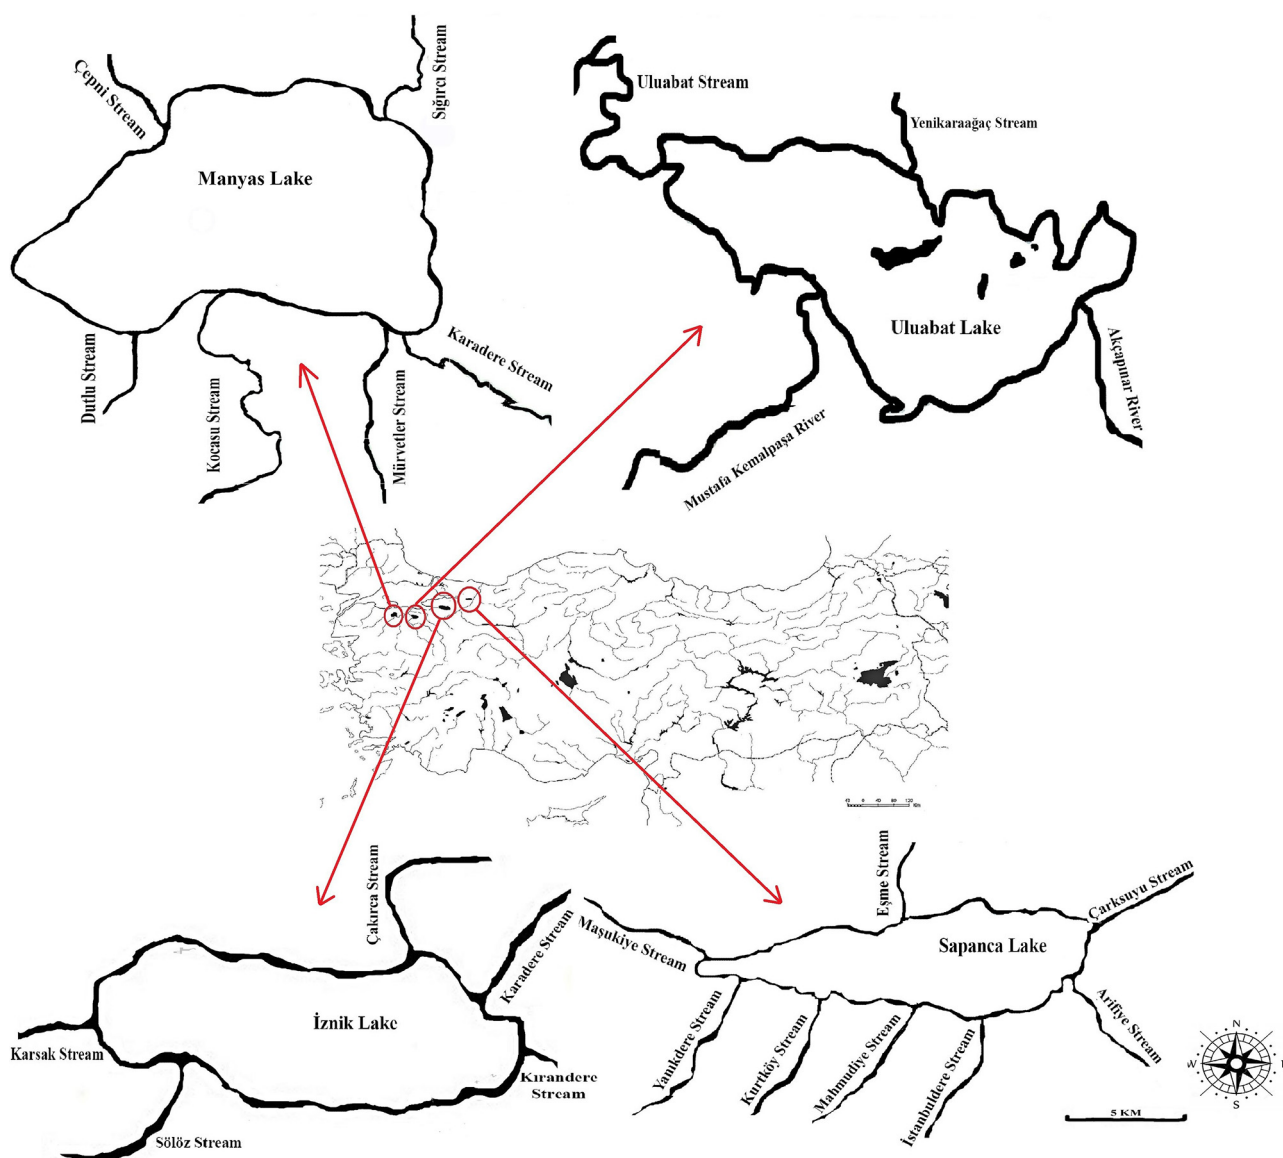 Çepni Stream
Sığırcı Stream
Manyas Lake
Dutlu Stream
Kocasu Stream
Mürvetler Stream
Karadere Stream
Uluabat Stream
Yenikaraağaç Stream
Uluabat Lake
Akçapınar River
Mustafa Kemalpaşa River
Çakırca Stream
Karadere Stream
İznik Lake
Karsak Stream
Kırandere
Stream
Sölöz Stream
Eşme Stream
Çarksuyu Stream
Maşukiye Stream
Sapanca Lake
Yanıkdere Stream
Kurtköy Stream
Mahmudiye Stream
İstanbuldere Stream
Arifiye Stream
N
W
S
5 KM